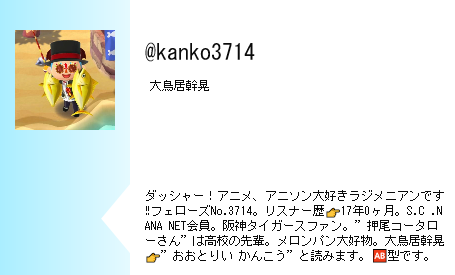 @kanko3714
大鳥居幹晃
ダッシャー！アニメ、アニソン大好きラジメニアンです
‼フェローズNo.3714。リスナー歴👉17年0ヶ月。S.C .N
ANA NET会員。阪神タイガースファン。”押尾コータロ
ーさん”は高校の先輩。メロンパン大好物。大鳥居幹晃
👉”おおとりい かんこう”と読みます。🆎型です。